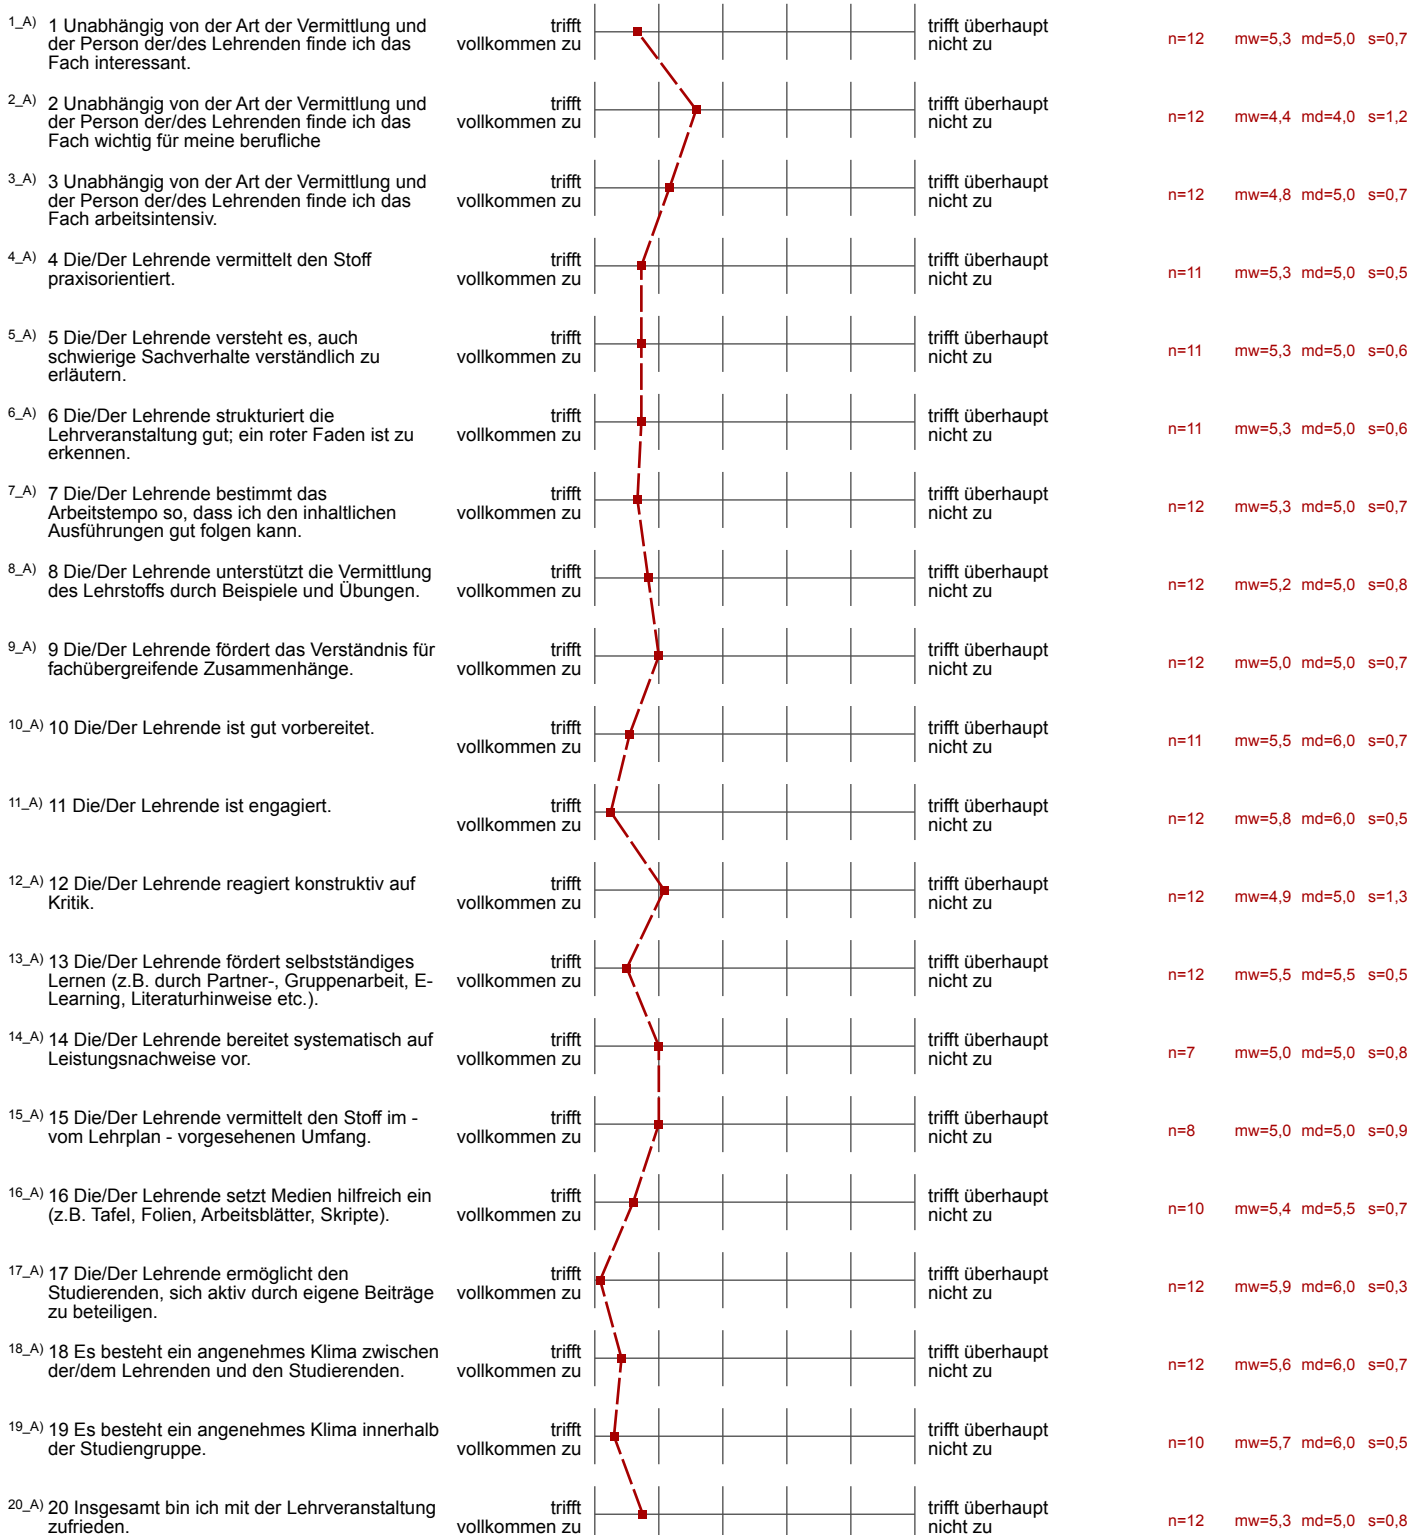 1_A) 1 Unabhängig von der Art der Vermittlung und
der Person der/des Lehrenden finde ich das
Fach interessant.
trifft
vollkommen zu
trifft überhaupt
nicht zu
n=12 mw=5,3 md=5,0 s=0,7
2_A) 2 Unabhängig von der Art der Vermittlung und
der Person der/des Lehrenden finde ich das
Fach wichtig für meine berufliche
trifft
vollkommen zu
trifft überhaupt
nicht zu
n=12 mw=4,4 md=4,0 s=1,2
3_A) 3 Unabhängig von der Art der Vermittlung und
der Person der/des Lehrenden finde ich das
Fach arbeitsintensiv.
trifft
vollkommen zu
trifft überhaupt
nicht zu
n=12 mw=4,8 md=5,0 s=0,7
4_A) 4 Die/Der Lehrende vermittelt den Stoff
praxisorientiert.
trifft
vollkommen zu
trifft überhaupt
nicht zu
n=11 mw=5,3 md=5,0 s=0,5
5_A) 5 Die/Der Lehrende versteht es, auch
schwierige Sachverhalte verständlich zu
erläutern.
trifft
vollkommen zu
trifft überhaupt
nicht zu
n=11 mw=5,3 md=5,0 s=0,6
6_A) 6 Die/Der Lehrende strukturiert die
Lehrveranstaltung gut; ein roter Faden ist zu
erkennen.
trifft
vollkommen zu
trifft überhaupt
nicht zu
n=11 mw=5,3 md=5,0 s=0,6
7_A) 7 Die/Der Lehrende bestimmt das
Arbeitstempo so, dass ich den inhaltlichen
Ausführungen gut folgen kann.
trifft
vollkommen zu
trifft überhaupt
nicht zu
n=12 mw=5,3 md=5,0 s=0,7
8_A) 8 Die/Der Lehrende unterstützt die Vermittlung
des Lehrstoffs durch Beispiele und Übungen.
trifft
vollkommen zu
trifft überhaupt
nicht zu
n=12 mw=5,2 md=5,0 s=0,8
9_A) 9 Die/Der Lehrende fördert das Verständnis für
fachübergreifende Zusammenhänge.
trifft
vollkommen zu
trifft überhaupt
nicht zu
n=12 mw=5,0 md=5,0 s=0,7
10_A) 10 Die/Der Lehrende ist gut vorbereitet.
trifft
vollkommen zu
trifft überhaupt
nicht zu
n=11 mw=5,5 md=6,0 s=0,7
11_A) 11 Die/Der Lehrende ist engagiert.
trifft
vollkommen zu
trifft überhaupt
nicht zu
n=12 mw=5,8 md=6,0 s=0,5
12_A) 12 Die/Der Lehrende reagiert konstruktiv auf
Kritik.
trifft
vollkommen zu
trifft überhaupt
nicht zu
n=12 mw=4,9 md=5,0 s=1,3
13_A) 13 Die/Der Lehrende fördert selbstständiges
Lernen (z.B. durch Partner-, Gruppenarbeit, E-
Learning, Literaturhinweise etc.).
trifft
vollkommen zu
trifft überhaupt
nicht zu
n=12 mw=5,5 md=5,5 s=0,5
14_A) 14 Die/Der Lehrende bereitet systematisch auf
Leistungsnachweise vor.
trifft
vollkommen zu
trifft überhaupt
nicht zu
n=7 mw=5,0 md=5,0 s=0,8
15_A) 15 Die/Der Lehrende vermittelt den Stoff im -
vom Lehrplan - vorgesehenen Umfang.
trifft
vollkommen zu
trifft überhaupt
nicht zu
n=8 mw=5,0 md=5,0 s=0,9
16_A) 16 Die/Der Lehrende setzt Medien hilfreich ein
(z.B. Tafel, Folien, Arbeitsblätter, Skripte).
trifft
vollkommen zu
trifft überhaupt
nicht zu
n=10 mw=5,4 md=5,5 s=0,7
17_A) 17 Die/Der Lehrende ermöglicht den
Studierenden, sich aktiv durch eigene Beiträge
zu beteiligen.
trifft
vollkommen zu
trifft überhaupt
nicht zu
n=12 mw=5,9 md=6,0 s=0,3
18_A) 18 Es besteht ein angenehmes Klima zwischen
der/dem Lehrenden und den Studierenden.
trifft
vollkommen zu
trifft überhaupt
nicht zu
n=12 mw=5,6 md=6,0 s=0,7
19_A) 19 Es besteht ein angenehmes Klima innerhalb
der Studiengruppe.
trifft
vollkommen zu
trifft überhaupt
nicht zu
n=10 mw=5,7 md=6,0 s=0,5
20_A) 20 Insgesamt bin ich mit der Lehrveranstaltung
zufrieden.
trifft
vollkommen zu
trifft überhaupt
nicht zu
n=12 mw=5,3 md=5,0 s=0,8